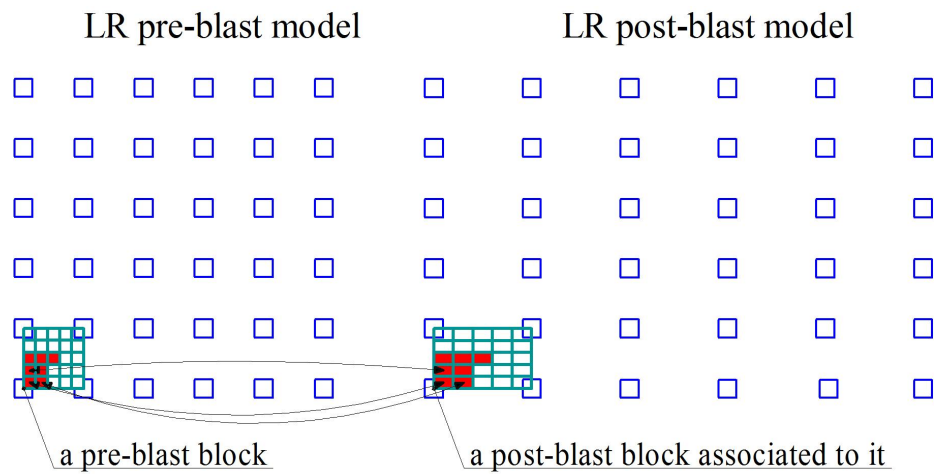 LR pre-blast model
LR post-blast model
a pre-blast block
a post-blast block associated to it